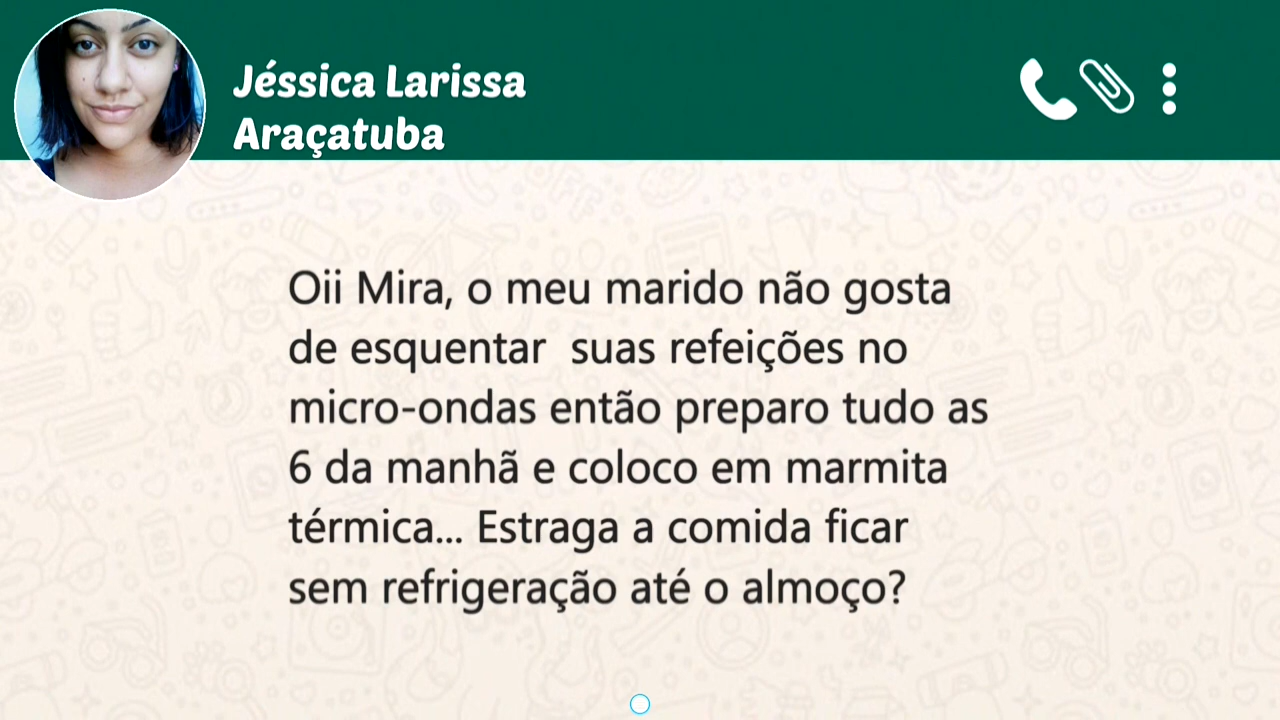 Jéssica Larissa
Araçatuba
Oii Mira, o meu marido não gosta
de esquentar suas refeições no
micro-ondas então preparo tudo as
6 da manhã e coloco em marmita
térmica... Estraga a comida ficar
sem refrigeração até o almoço?